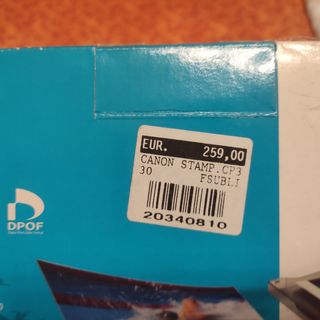 EUR. 259,00
CANON STAMP.CP3
30 FSUBLI
20340810
DPOF